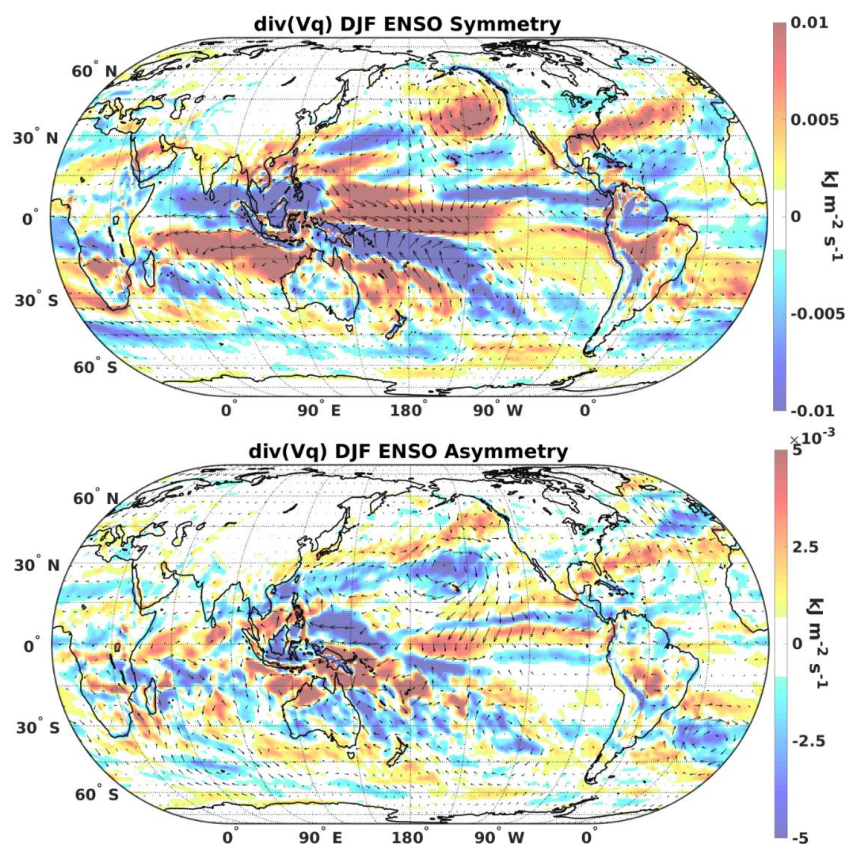 div(Vq) DJF ENSO Symmetry
60° N
30° N
0°
30° S
60° S
0° 90° E 180° 90° W 0°
0.01
0.005
0
-0.005
-0.01
kJ m⁻² s⁻¹
div(Vq) DJF ENSO Asymmetry
60° N
30° N
0°
30° S
60° S
0° 90° E 180° 90° W 0°
×10⁻³
5
2.5
0
-2.5
-5
kJ m⁻² s⁻¹